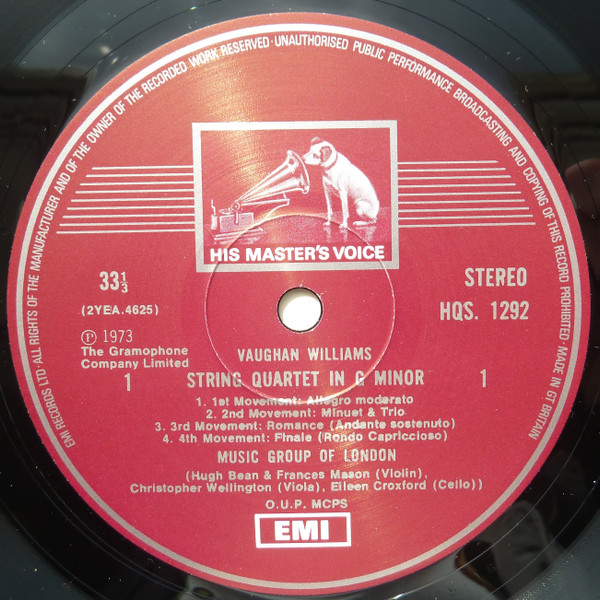 EMI RECORDS LTD·ALL RIGHTS OF THE MANUFACTURER AND OF THE OWNER OF THE RECORDED WORK RESERVED·UNAUTHORISED PUBLIC PERFORMANCE BROADCASTING AND COPYING OF THIS RECORD PROHIBITED·MADE IN GT BRITAIN
HIS MASTER'S VOICE
33⅓
STEREO
(2YEA.4625)
HQS. 1292
Ⓟ 1973
The Gramophone
Company Limited
VAUGHAN WILLIAMS
1 STRING QUARTET IN G MINOR 1
1. 1st Movement: Allegro moderato
2. 2nd Movement: Minuet & Trio
3. 3rd Movement: Romance (Andante sostenuto)
4. 4th Movement: Finale (Rondo Capriccioso)
MUSIC GROUP OF LONDON
(Hugh Bean & Frances Mason (Violin),
Christopher Wellington (Viola), Eileen Croxford (Cello))
O.U.P. MCPS
EMI